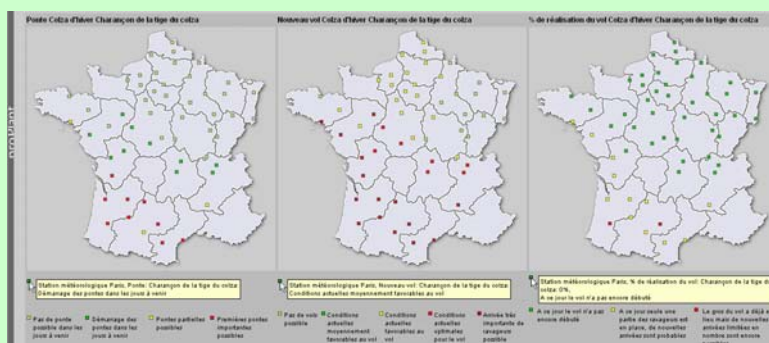 Ponte Colza d'hiver Charançon de la tige du colza
Nouveau vol Colza d'hiver Charançon de la tige du colza
% de réalisation du vol Colza d'hiver Charançon de la tige du colza
proPlant
Station météorologique Paris, Ponte: Charançon de la tige du colza:
Démarrage des pontes dans les jours à venir
Station météorologique Paris, Nouveau vol: Charançon de la tige du colza:
Conditions actuelles moyennement favorables au vol
Station météorologique Paris, % de réalisation du vol: Charançon de la tige du
colza: 0%,
A ce jour le vol n'a pas encore débuté
Pas de ponte
possible dans les
jours à venir
Démarrage des
pontes dans les
jours à venir
Pontes partielles
possibles
Premières pontes
importantes
possibles
Pas de vols
possible
Conditions
actuelles
moyennement
favorables au vol
Conditions
actuelles
favorables au
vol
Conditions
actuelles
optimales
pour le vol
Arrivée très
importante de
ravageurs
possible
A ce jour le vol n'a pas
encore débuté
A ce jour seule une
partie des ravageurs est
en place, de nouvelles
arrivées sont probables
Le gros du vol a déjà eu
lieu mais de nouvelles
arrivées limitées en
nombre sont encore